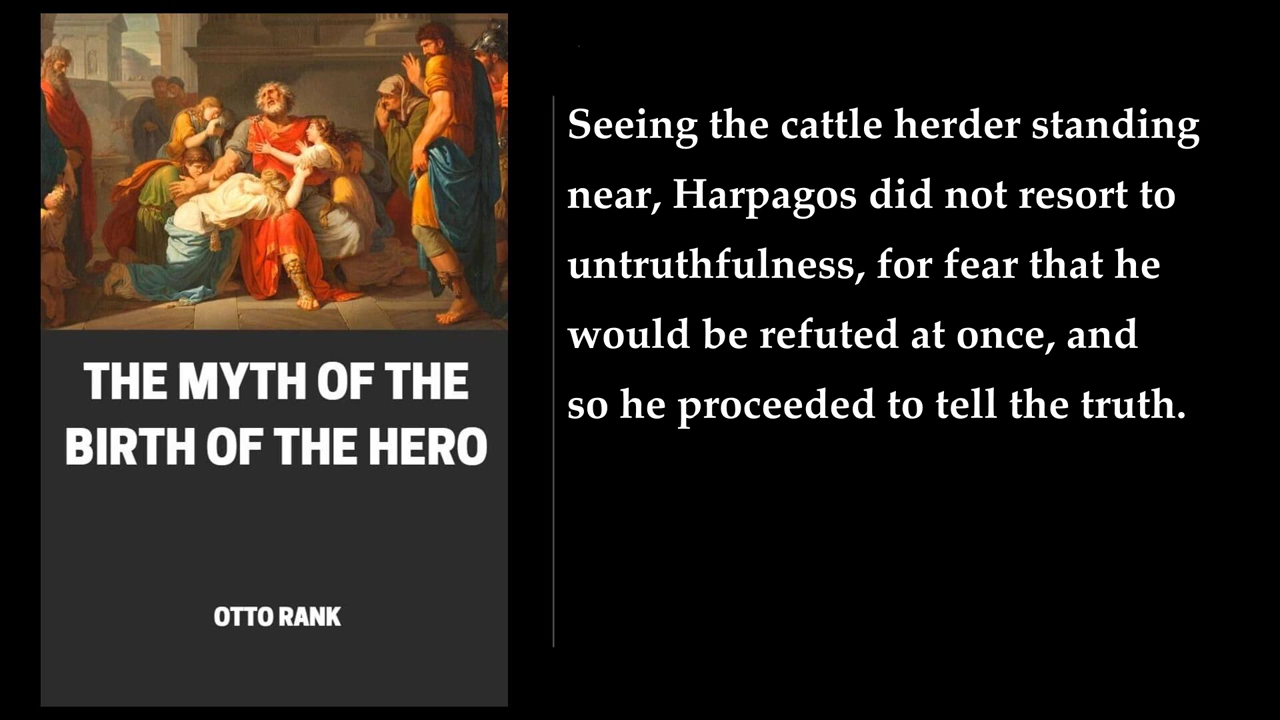 THE MYTH OF THE
BIRTH OF THE HERO
OTTO RANK
Seeing the cattle herder standing
near, Harpagos did not resort to
untruthfulness, for fear that he
would be refuted at once, and
so he proceeded to tell the truth.